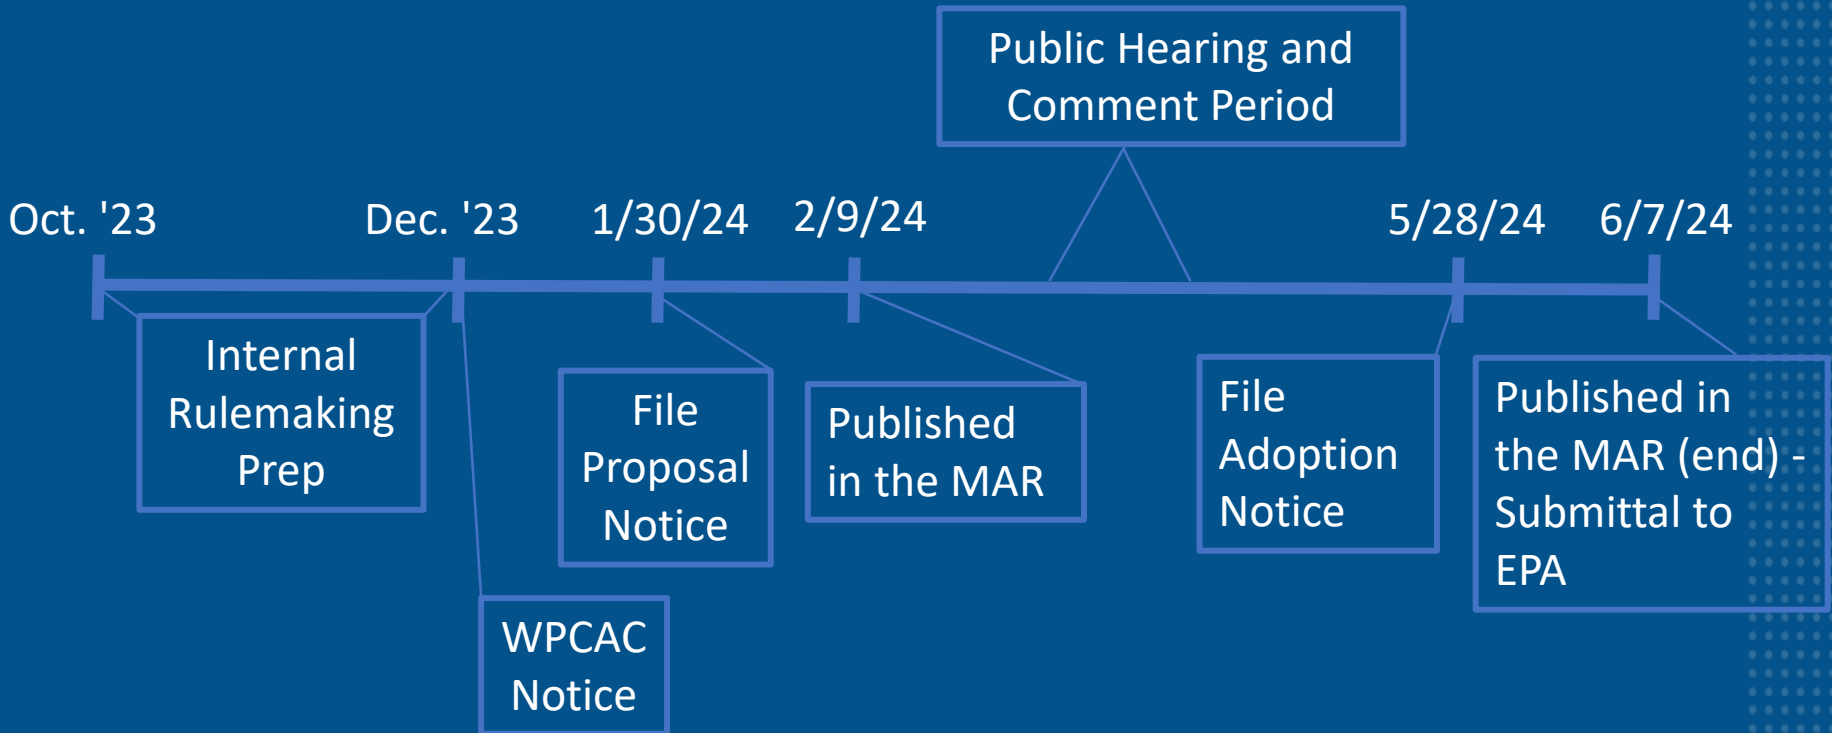 Public Hearing and
Comment Period
Oct. '23
Dec. '23
1/30/24
2/9/24
5/28/24
6/7/24
Internal
Rulemaking
Prep
WPCAC
Notice
File
Proposal
Notice
Published
in the MAR
File
Adoption
Notice
Published in
the MAR (end) -
Submittal to
EPA